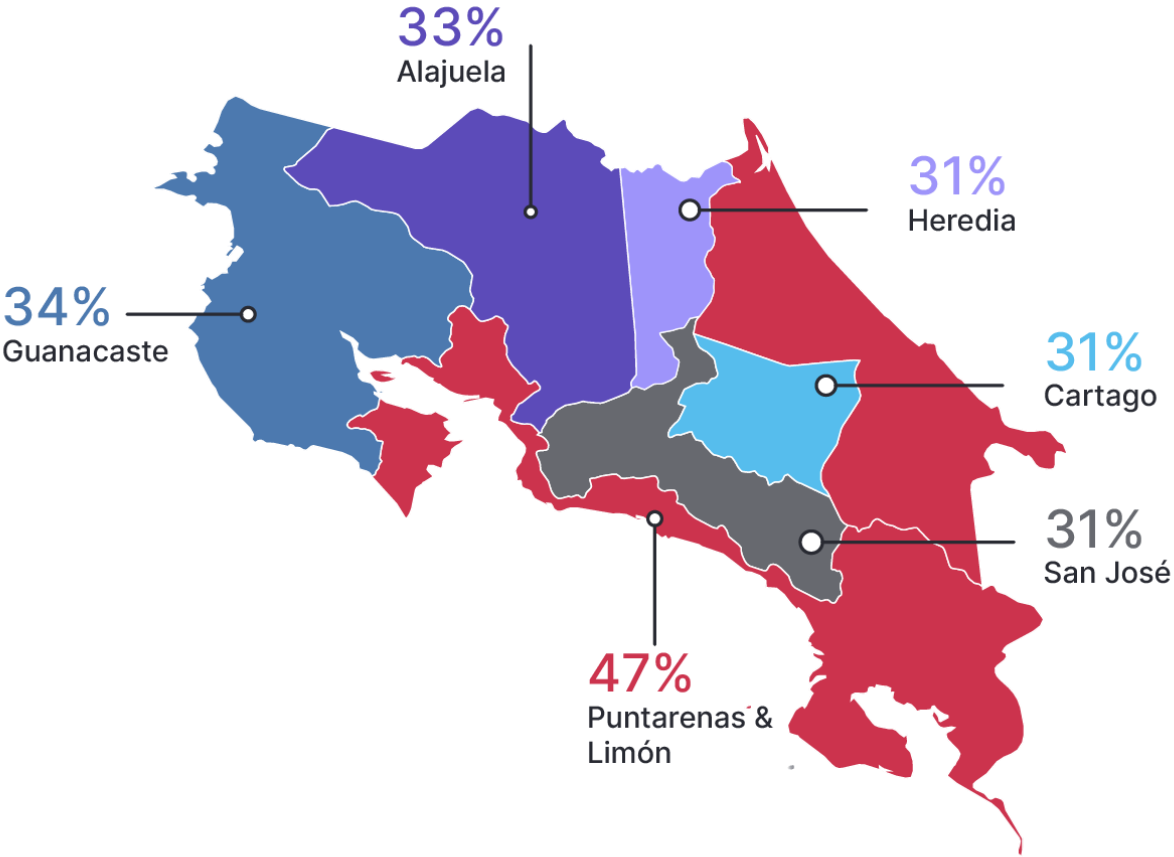 33%
Alajuela
31%
Heredia
34%
Guanacaste
31%
Cartago
31%
San José
47%
Puntarenas &
Limón